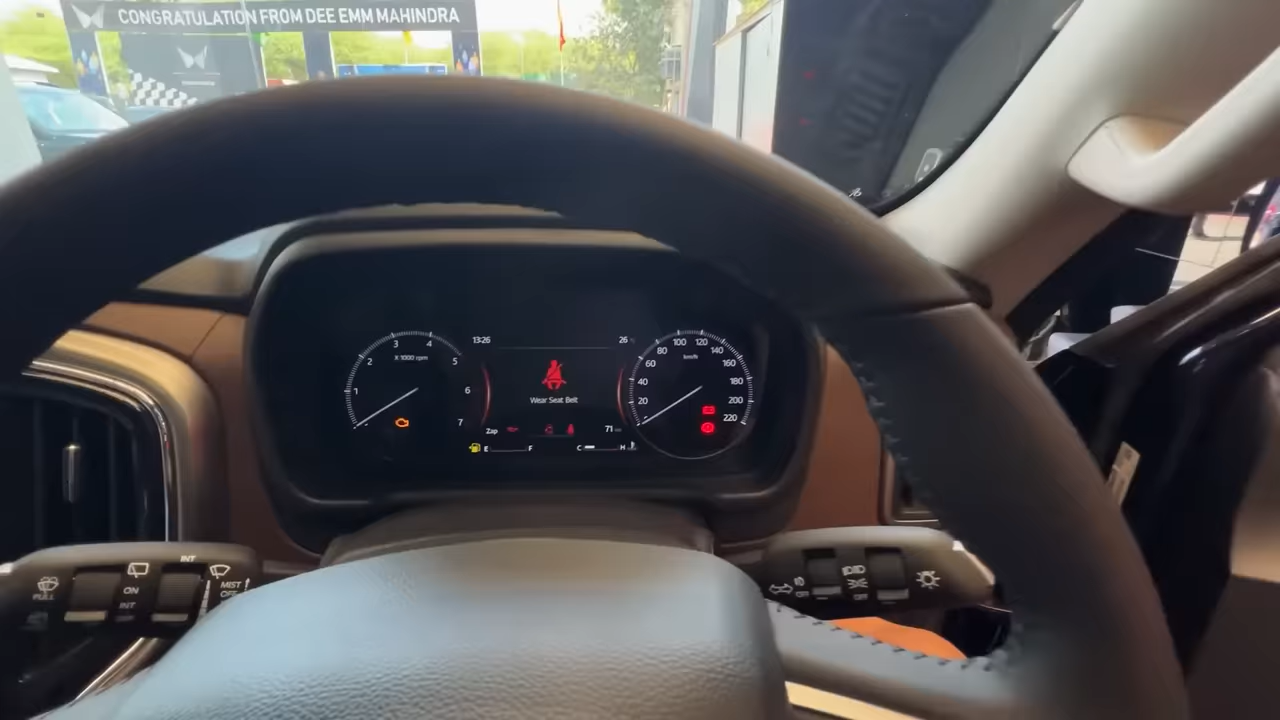 CONGRATULATION FROM DEE EMM MAHINDRA
13:26
26
3 4
2 5
1 6
7
X 1000 rpm
Wear Seat Belt
Zap
71
E F
C H
100 120
80 140
60 160
40 180
20 200
220
km/h
PULL
ON
INT
INT
MIST
OFF
OFF